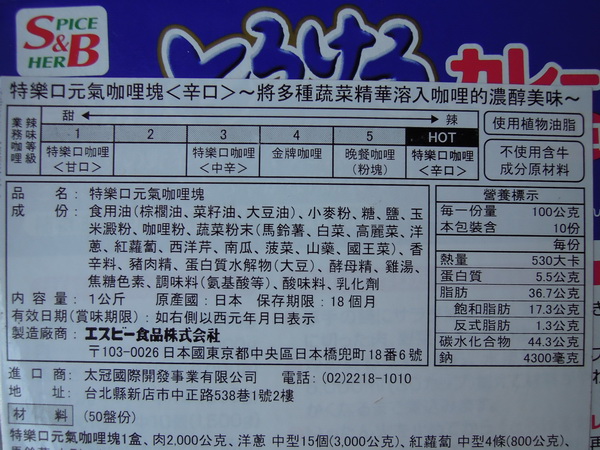 SPICE
S&B
HERB
とろける
カレー
特樂口元氣咖哩塊<辛口>～將多種蔬菜精華溶入咖哩的濃醇美味～
業務咖哩 辣味等級
甜 辣
1 2 3 4 5 HOT
特樂口咖哩<甘口> 特樂口咖哩<中辛> 金牌咖哩 晚餐咖哩(粉塊) 特樂口咖哩<辛口>
使用植物油脂
不使用含牛成分原材料
品名：特樂口元氣咖哩塊
成份：食用油(棕櫚油、菜籽油、大豆油)、小麥粉、糖、鹽、玉
米澱粉、咖哩粉、蔬菜粉末(馬鈴薯、白菜、高麗菜、洋
蔥、紅蘿蔔、西洋芹、南瓜、菠菜、山藥、國王菜)、香
辛料、豬肉精、蛋白質水解物(大豆)、酵母精、雞湯、
焦糖色素、調味料(氨基酸等)、酸味料、乳化劑
內容量：1公斤 原產國：日本 保存期限：18個月
有效日期(賞味期限)：如右側以西元年月日表示
製造廠商：エスビー食品株式会社
〒103-0026日本國東京都中央區日本橋兜町18番6號
營養標示
每一份量 100公克
本包裝含 10份
每份
熱量 530大卡
蛋白質 5.5公克
脂肪 36.7公克
飽和脂肪 17.3公克
反式脂肪 1.3公克
碳水化合物 44.3公克
鈉 4300毫克
進口商：太冠國際開發事業有限公司 電話:(02)2218-1010
地址：台北縣新店市中正路538巷1號2樓
材料 (50盤份)
特樂口元氣咖哩塊1盒、肉2,000公克、洋蔥 中型15個(3,000公克)、紅蘿蔔 中型4條(800公克)、